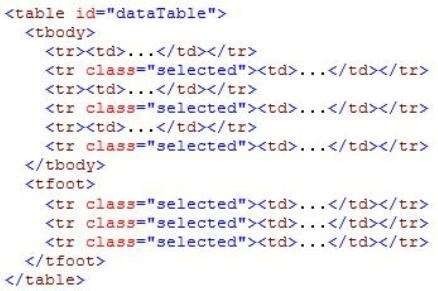 <table id="dataTable">
<tbody>
<tr><td>...</td></tr>
<tr class="selected"><td>...</td></tr>
<tr><td>...</td></tr>
<tr class="selected"><td>...</td></tr>
<tr><td>...</td></tr>
<tr class="selected"><td>...</td></tr>
</tbody>
<tfoot>
<tr class="selected"><td>...</td></tr>
<tr class="selected"><td>...</td></tr>
<tr class="selected"><td>...</td></tr>
</tfoot>
</table>